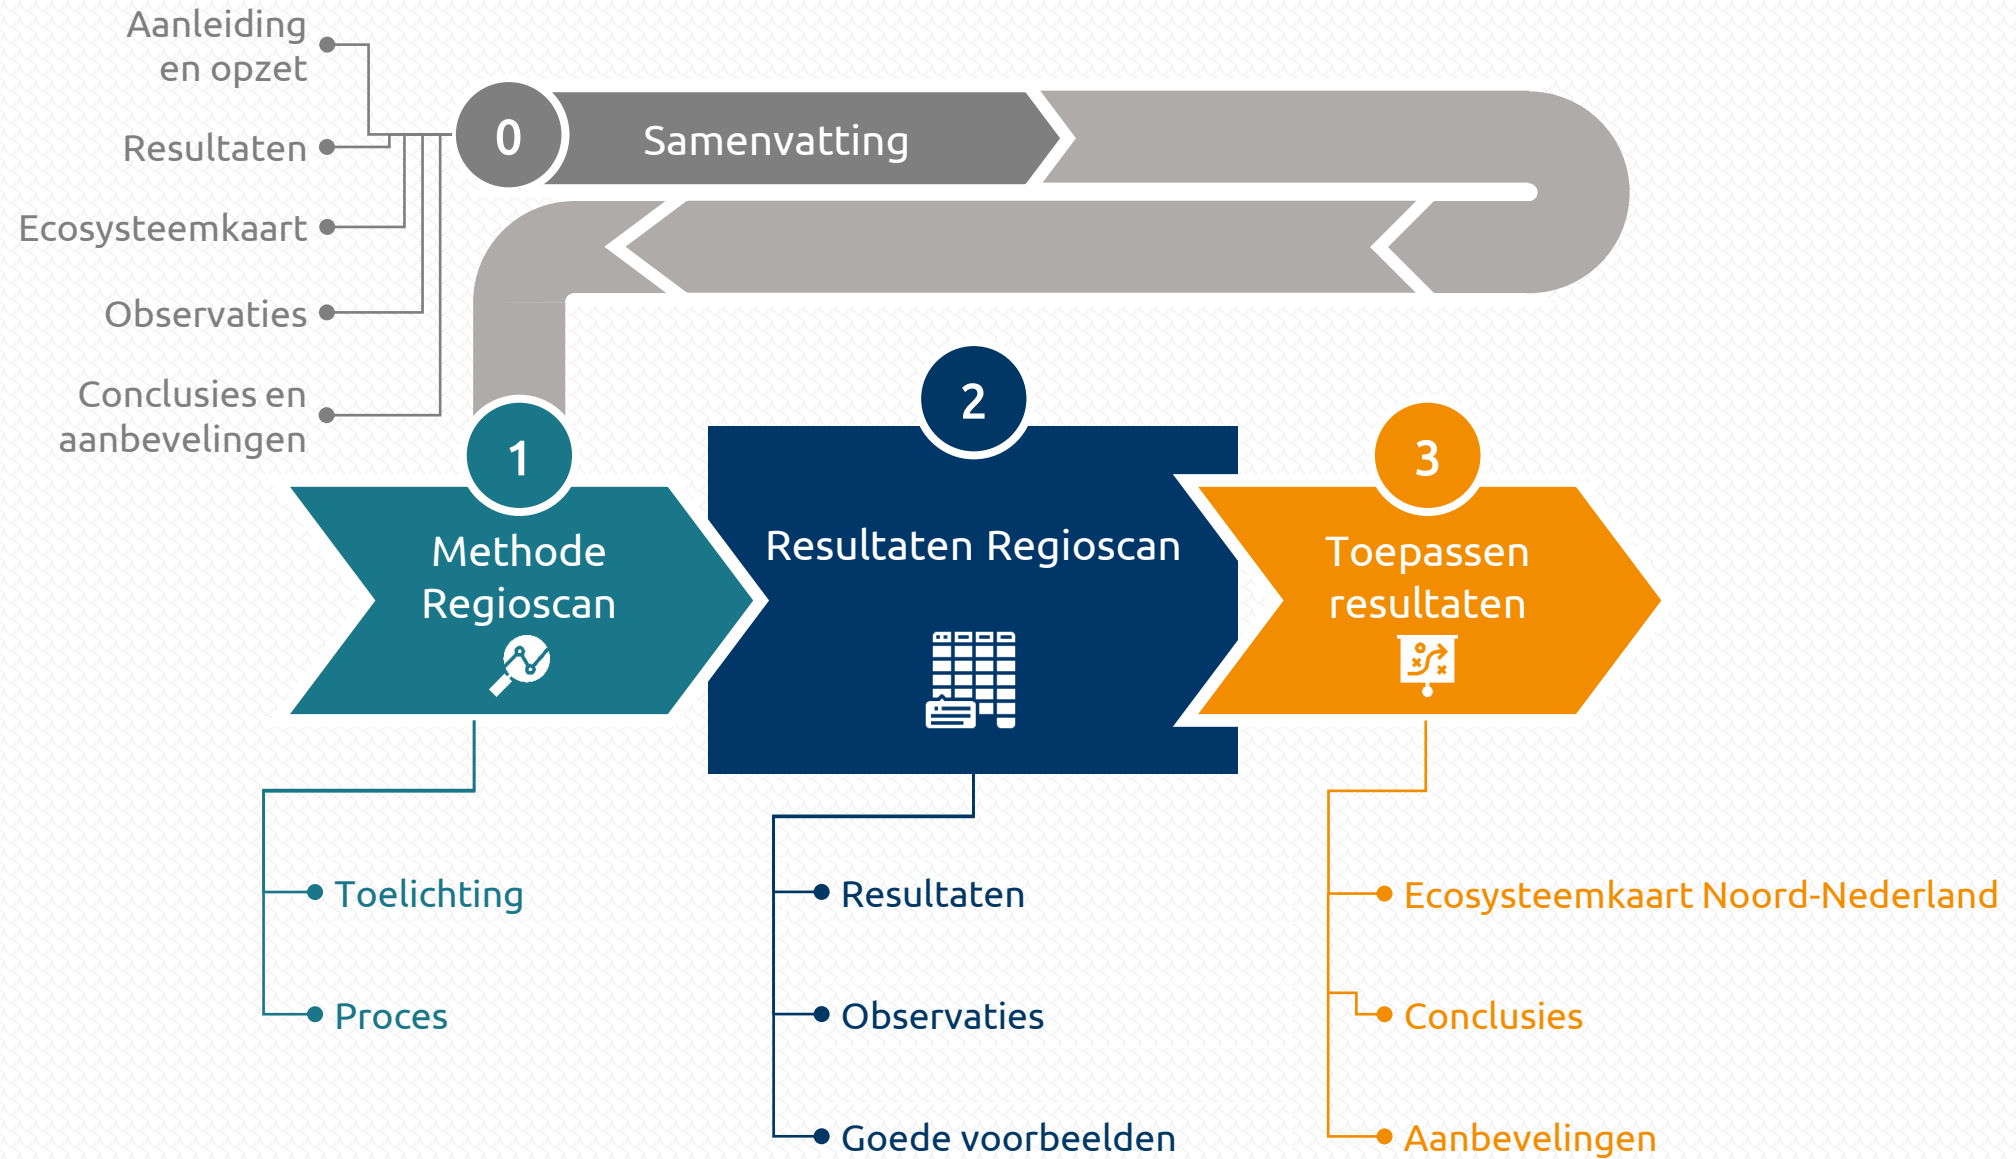 Aanleiding
en opzet
Resultaten
Ecosysteemkaart
Observaties
Conclusies en
aanbevelingen
0
Samenvatting
1
Methode
Regioscan
Toelichting
Proces
2
Resultaten Regioscan
Resultaten
Observaties
Goede voorbeelden
3
Toepassen
resultaten
Ecosysteemkaart Noord-Nederland
Conclusies
Aanbevelingen